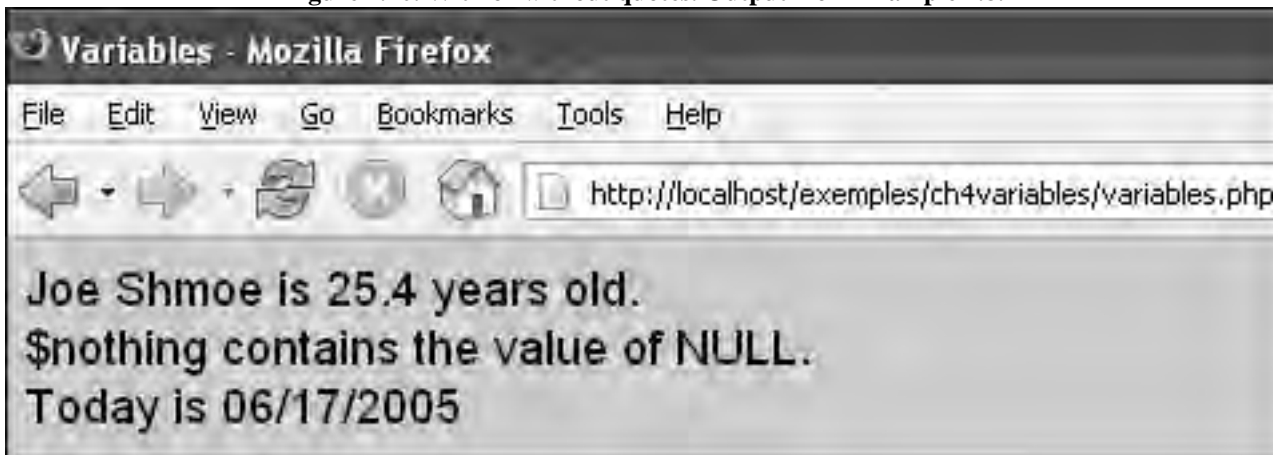 Variables - Mozilla Firefox
File Edit View Go Bookmarks Tools Help
http://localhost/exemples/ch4variables/variables.php
Joe Shmoe is 25.4 years old.
$nothing contains the value of NULL.
Today is 06/17/2005